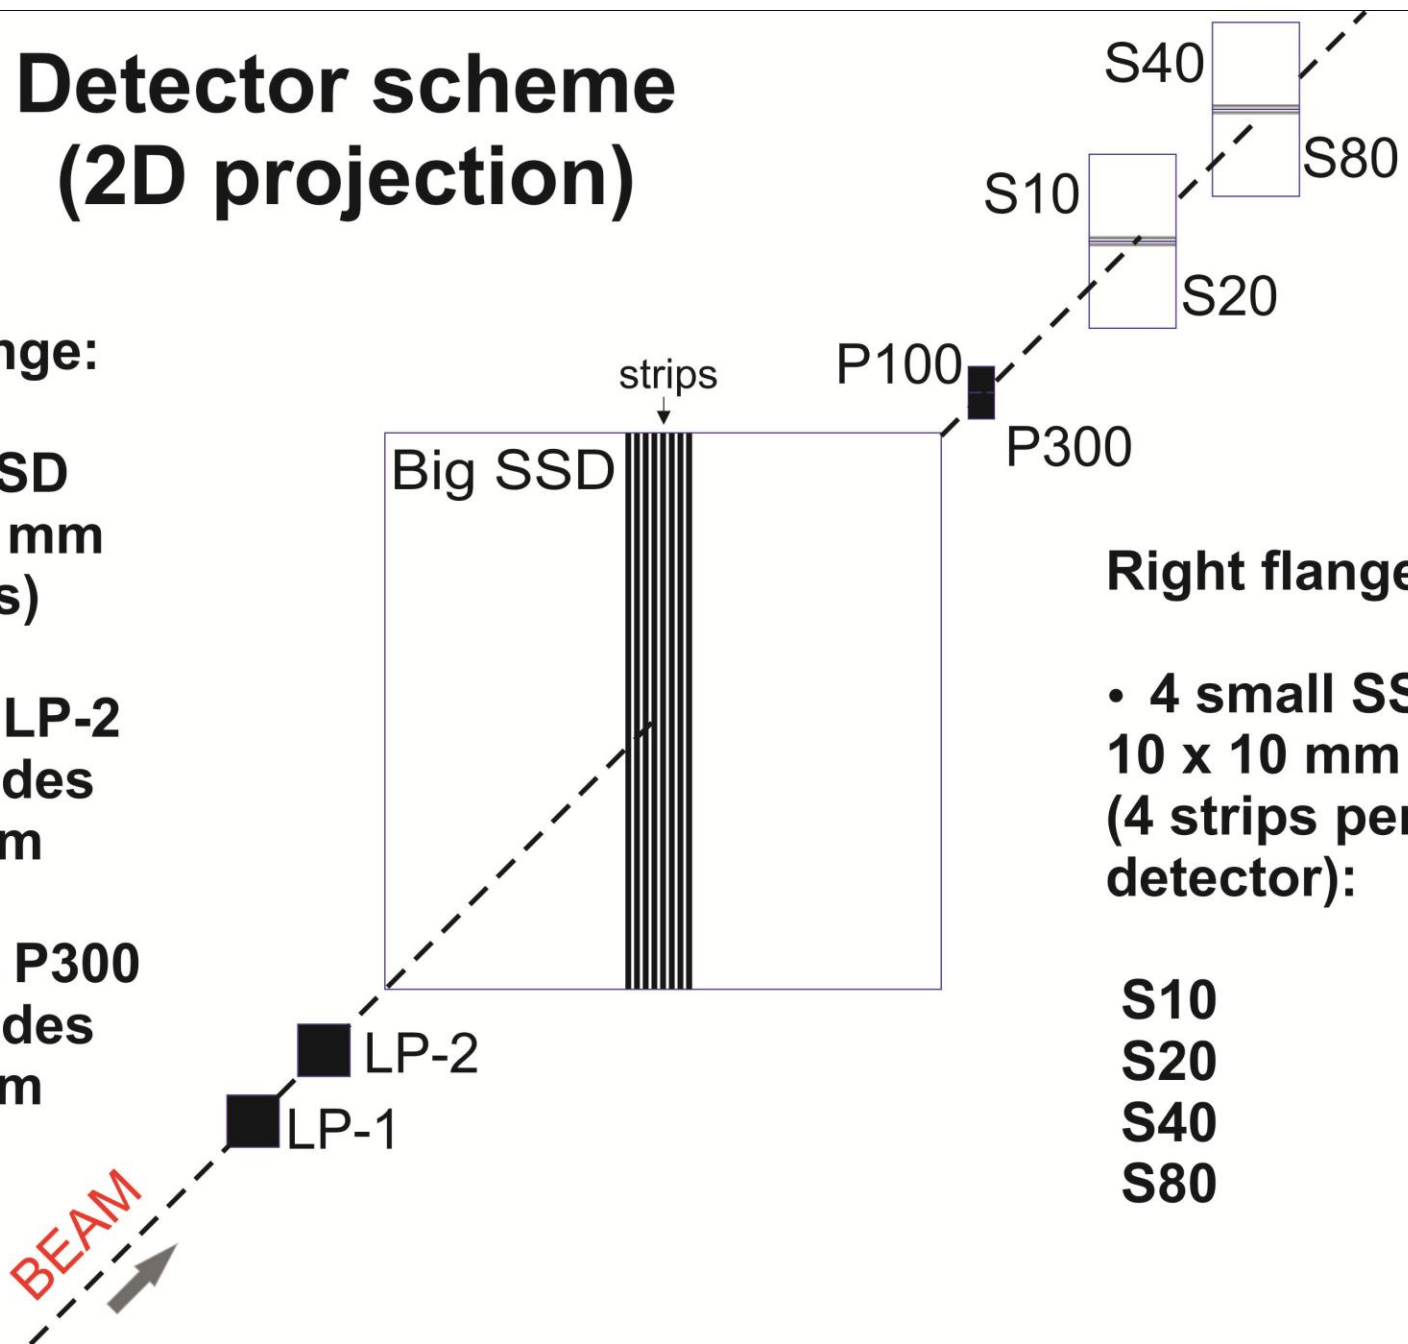 Detector scheme
(2D projection)
S40
S80
S10
S20
P100
P300
strips
Big SSD
LP-2
LP-1
BEAM
nge:
SD
mm
s)
LP-2
des
m
P300
des
m
Right flange
• 4 small SS
10 x 10 mm
(4 strips per
detector):
S10
S20
S40
S80